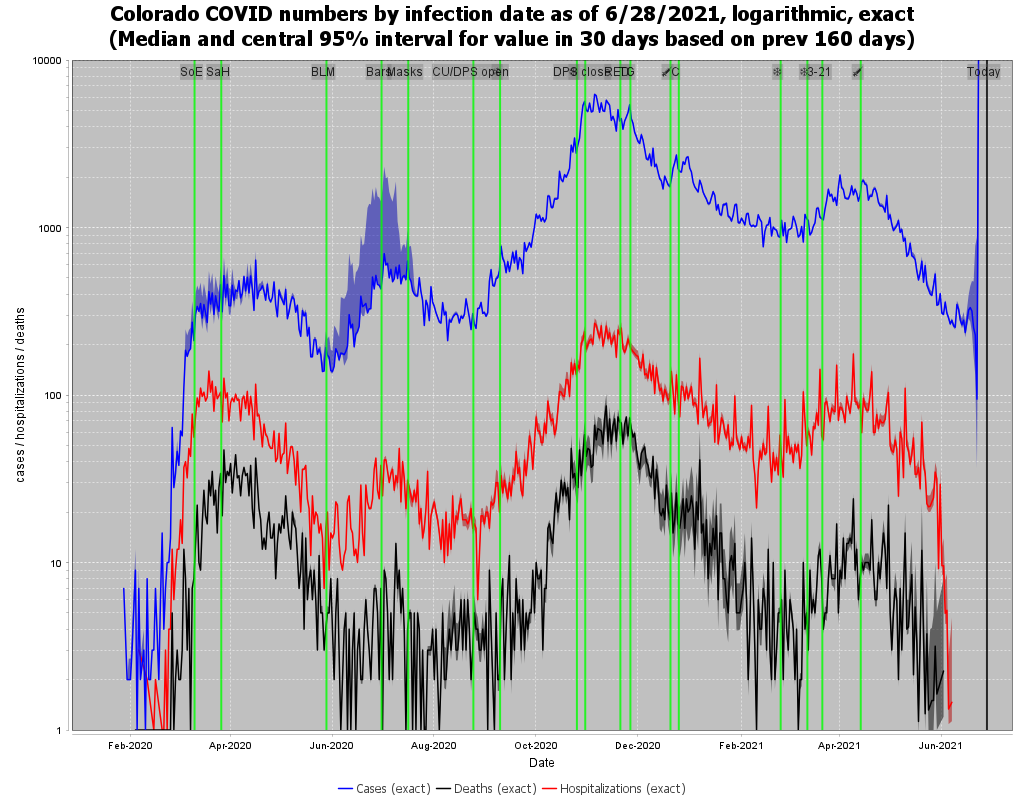 Colorado COVID numbers by infection date as of 6/28/2021, logarithmic, exact
(Median and central 95% interval for value in 30 days based on prev 160 days)
10000
SoE SaH BLM Bars Masks CU/DPS open DPS close RED 3-21 Today
1000
100
10
1
cases / hospitalizations / deaths
Feb-2020 Apr-2020 Jun-2020 Aug-2020 Oct-2020 Dec-2020 Feb-2021 Apr-2021 Jun-2021
Date
Cases (exact) Deaths (exact) Hospitalizations (exact)